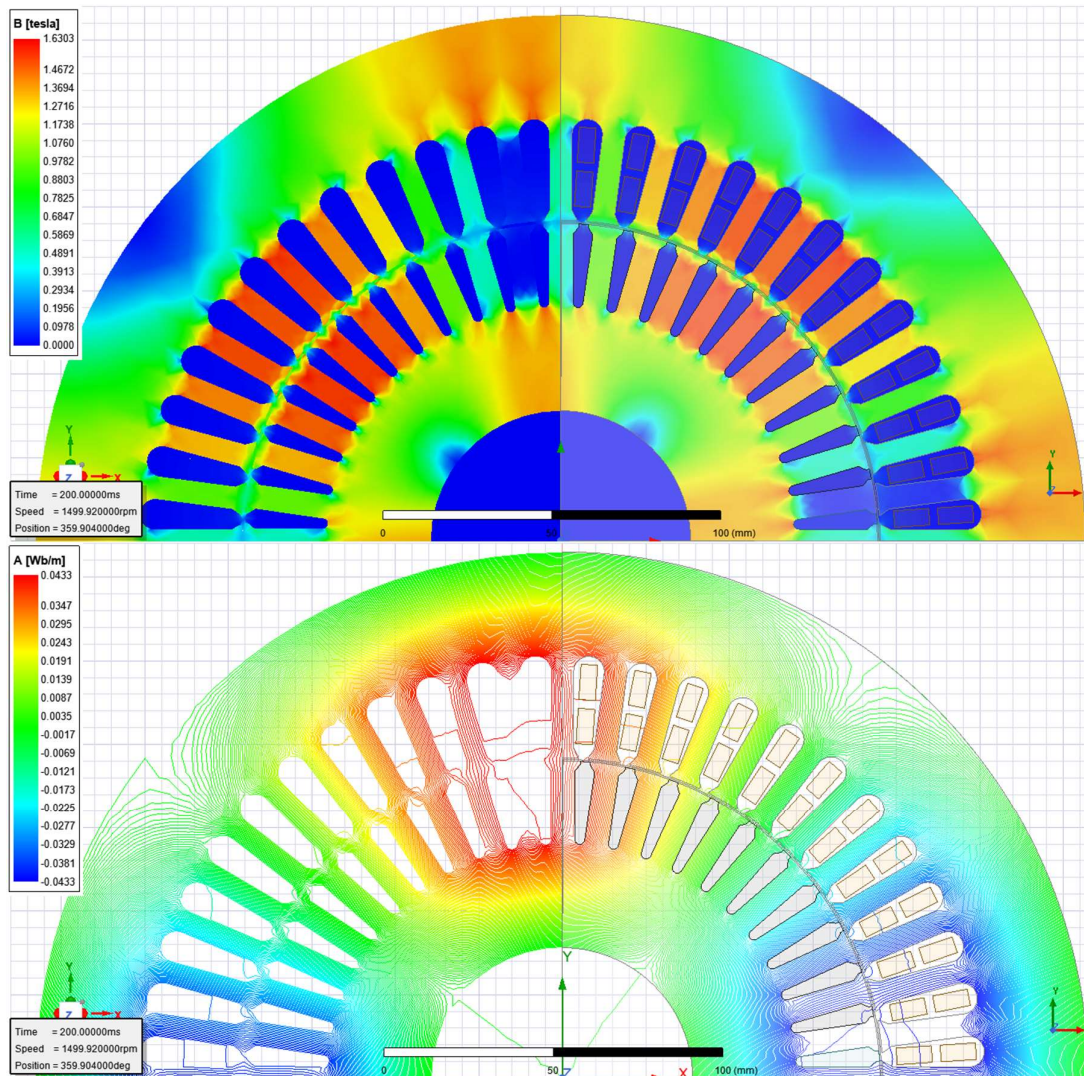 B [tesla]
1.6303
1.4672
1.3694
1.2716
1.1738
1.0760
0.9782
0.8803
0.7825
0.6847
0.5869
0.4891
0.3913
0.2934
0.1956
0.0978
0.0000
Y
Z
X
Y
Z
Time = 200.00000ms
Speed = 1499.920000rpm
Position = 359.904000deg
0
50
100 (mm)
A [Wb/m]
0.0433
0.0347
0.0295
0.0243
0.0191
0.0139
0.0087
0.0035
-0.0017
-0.0069
-0.0121
-0.0173
-0.0225
-0.0277
-0.0329
-0.0381
-0.0433
Y
Y
Z
X
Y
Z
Time = 200.00000ms
Speed = 1499.920000rpm
Position = 359.904000deg
0
50
100 (mm)
Z
X